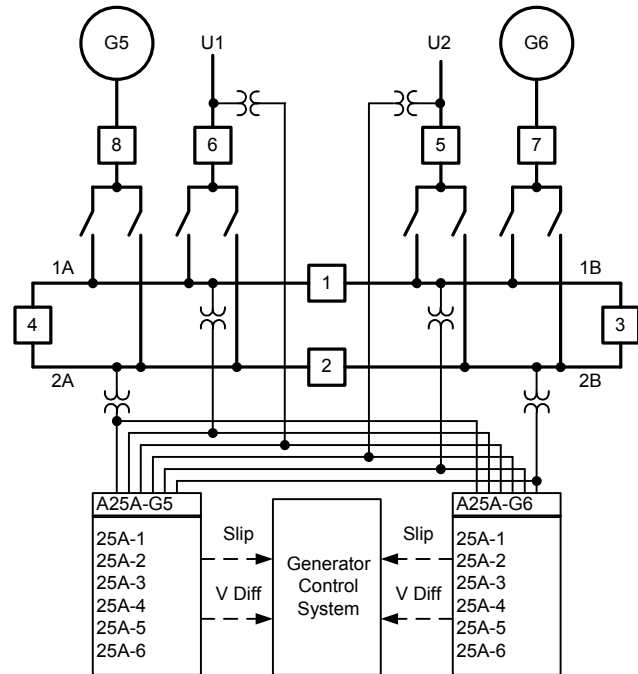 G5
U1
U2
G6
8
6
5
7
1A
1
1B
4
3
2A
2
2B
A25A-G5
A25A-G6
25A-1
25A-2
25A-3
25A-4
25A-5
25A-6
Slip
V Diff
Generator
Control
System
Slip
V Diff
25A-1
25A-2
25A-3
25A-4
25A-5
25A-6